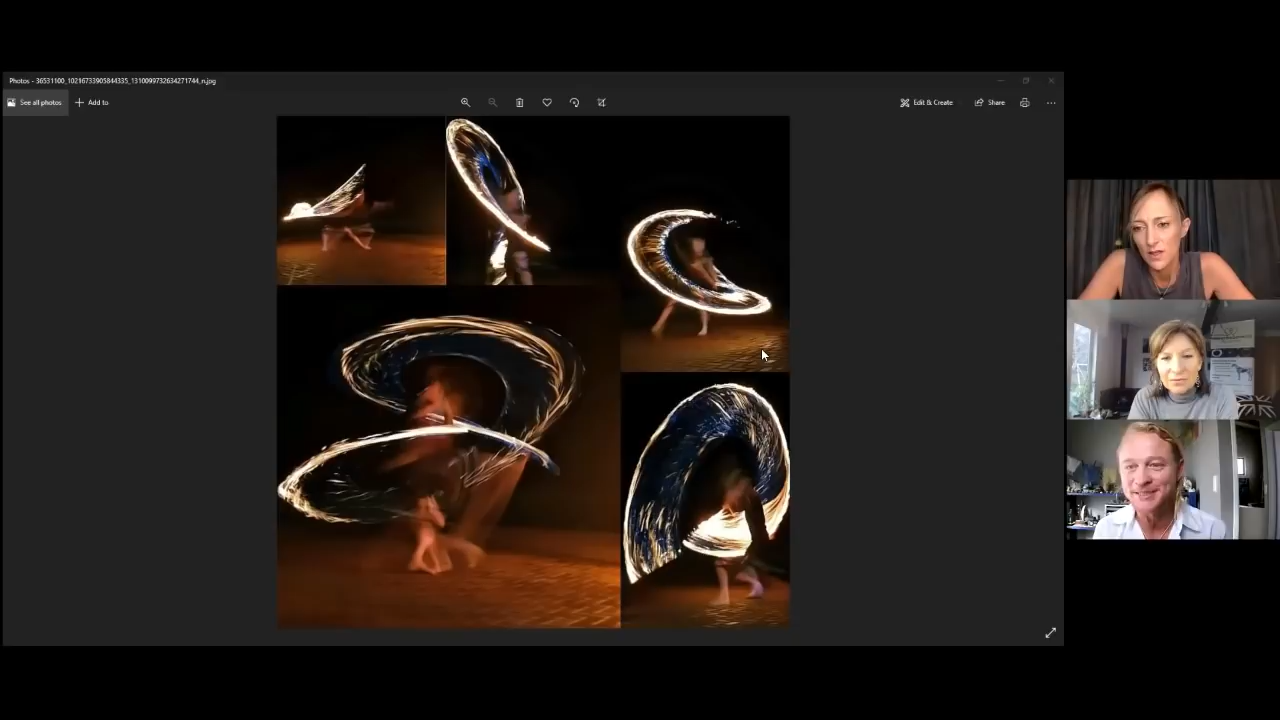 Photos - 36531100_10216733905844335_1310099732634271744_n.jpg
See all photos
Add to
Edit & Create
Share